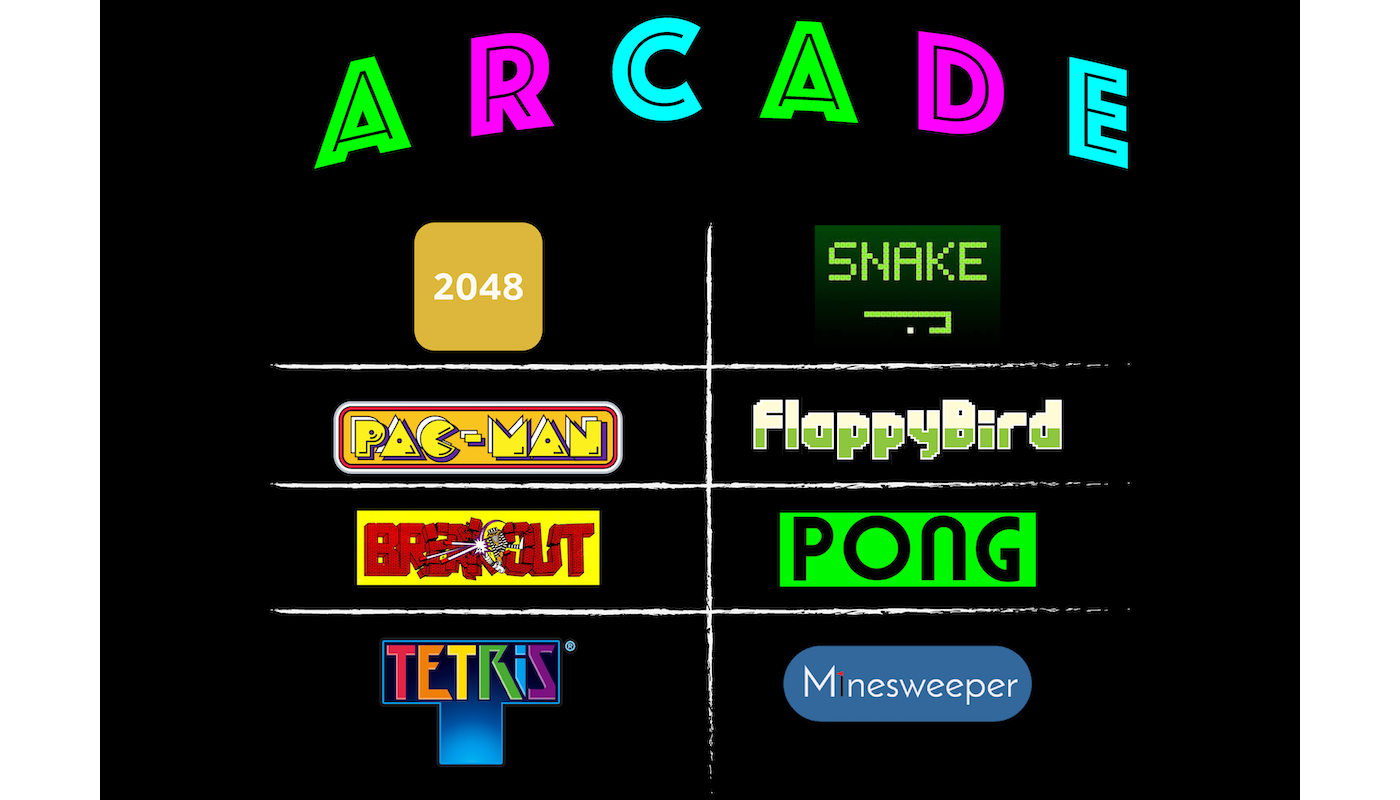 ARCADE
2048
SNAKE
PAC-MAN
FlappyBird
BREAKOUT
PONG
TETRiS®
Minesweeper